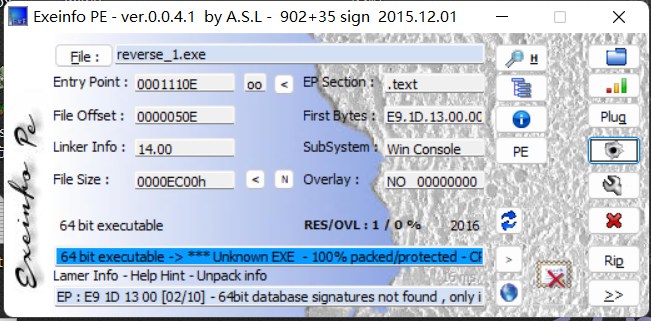 Exeinfo PE - ver.0.0.4.1 by A.S.L - 902+35 sign 2015.12.01
Exeinfo Pe
File : reverse_1.exe H
Entry Point : 0001110E oo < EP Section : .text
File Offset : 0000050E First Bytes : E9.1D.13.00.00 Plug
Linker Info : 14.00 SubSystem : Win Console PE
File Size : 0000EC00h < N Overlay : NO 00000000
64 bit executable RES/OVL : 1 / 0 % 2016
64 bit executable -> *** Unknown EXE - 100% packed/protected - CP > Rip
Lamer Info - Help Hint - Unpack info
EP : E9 1D 13 00 [02/10] - 64bit database signatures not found , only i >>